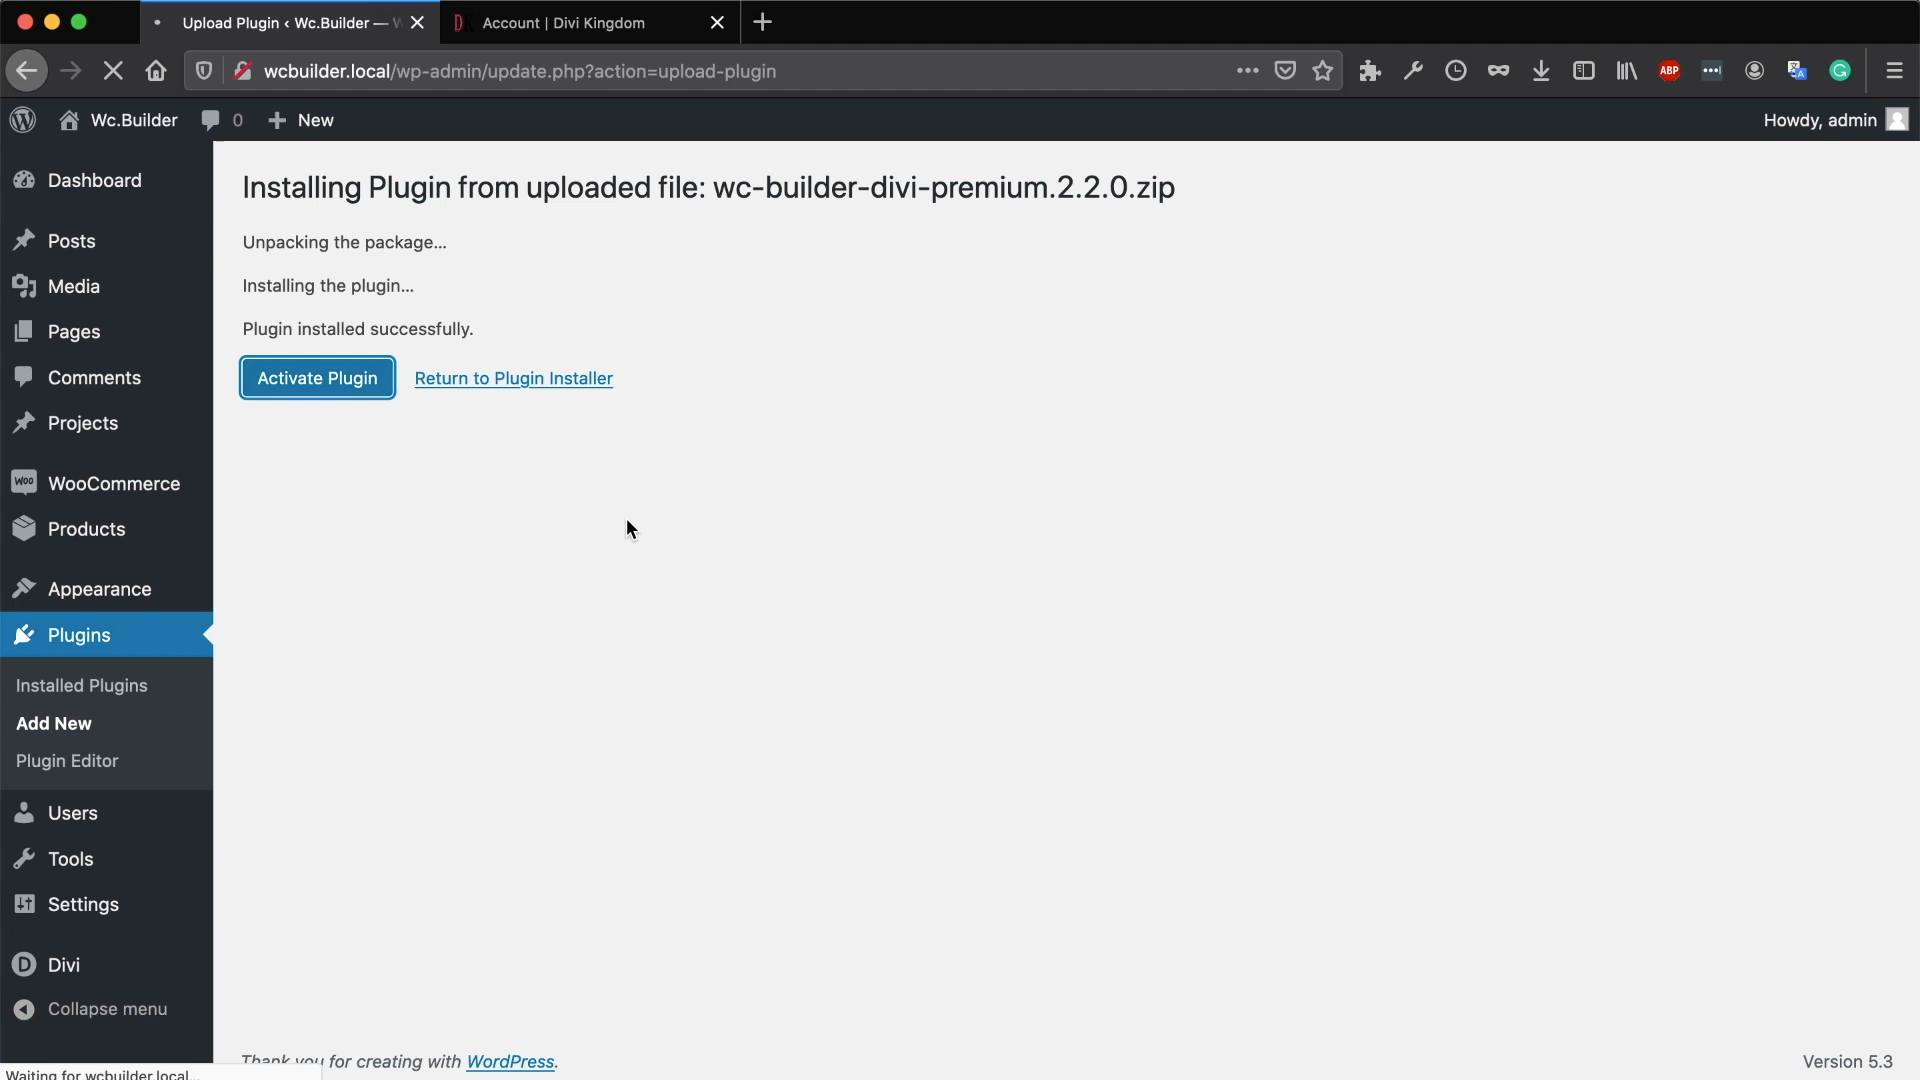 Upload Plugin ‹ Wc.Builder — W
Account | Divi Kingdom
wcbuilder.local/wp-admin/update.php?action=upload-plugin
ABP
Wc.Builder
0
New
Howdy, admin
Dashboard
Posts
Media
Pages
Comments
Projects
WOO
WooCommerce
Products
Appearance
Plugins
Installed Plugins
Add New
Plugin Editor
Users
Tools
Settings
D
Divi
Collapse menu
Installing Plugin from uploaded file: wc-builder-divi-premium.2.2.0.zip
Unpacking the package...
Installing the plugin...
Plugin installed successfully.
Activate Plugin
Return to Plugin Installer
Thank you for creating with WordPress.
Version 5.3
Waiting for wcbuilder.local...